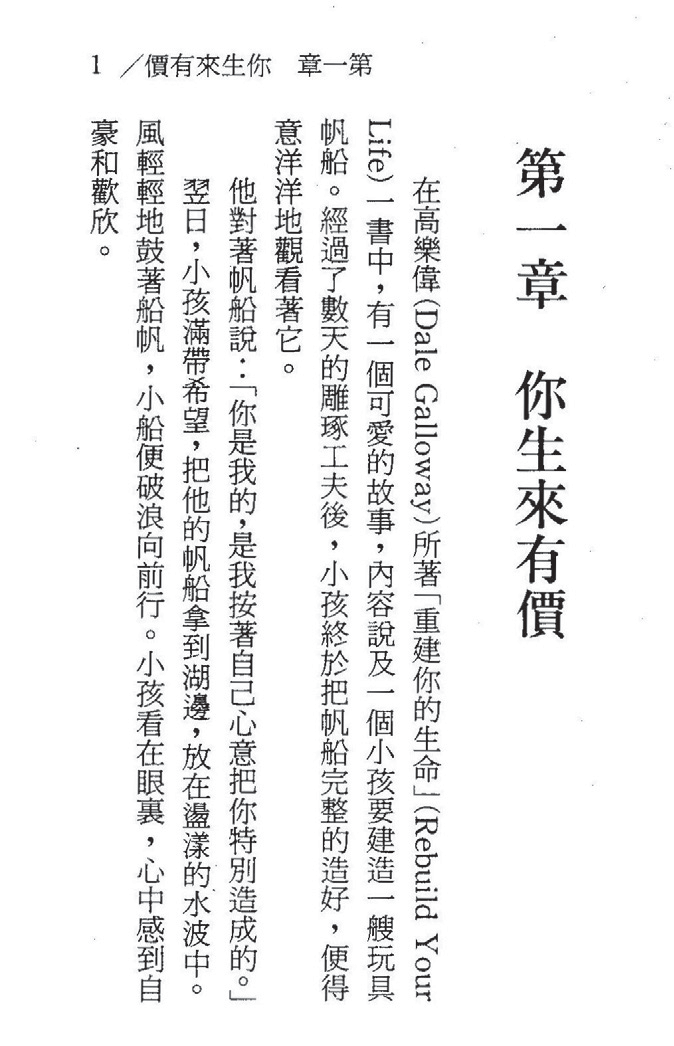 第一章　你生來有價／1
第一章　你生來有價
在高樂偉(Dale Galloway)所著「重建你的生命」(Rebuild Your
Life)一書中，有一個可愛的故事，內容說及一個小孩要建造一艘玩具
帆船。經過了數天的雕琢工夫後，小孩終於把帆船完整的造好，便得
意洋洋地觀看著它。
他對著帆船說：「你是我的，是我按著自己心意把你特別造成的。」
翌日，小孩滿帶希望，把他的帆船拿到湖邊，放在盪漾的水波中。
風輕輕地鼓著船帆，小船便破浪向前行。小孩看在眼裏，心中感到自
豪和歡欣。